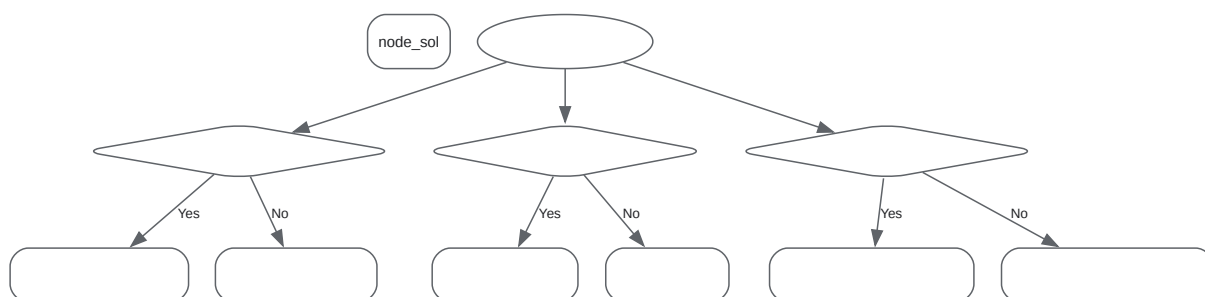 node_sol
Yes
No
Yes
No
Yes
No